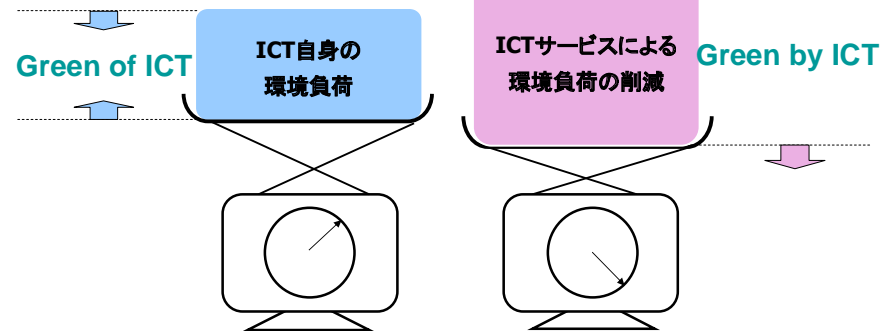 Green of ICT
ICT自身の
環境負荷
ICTサービスによる
環境負荷の削減
Green by ICT